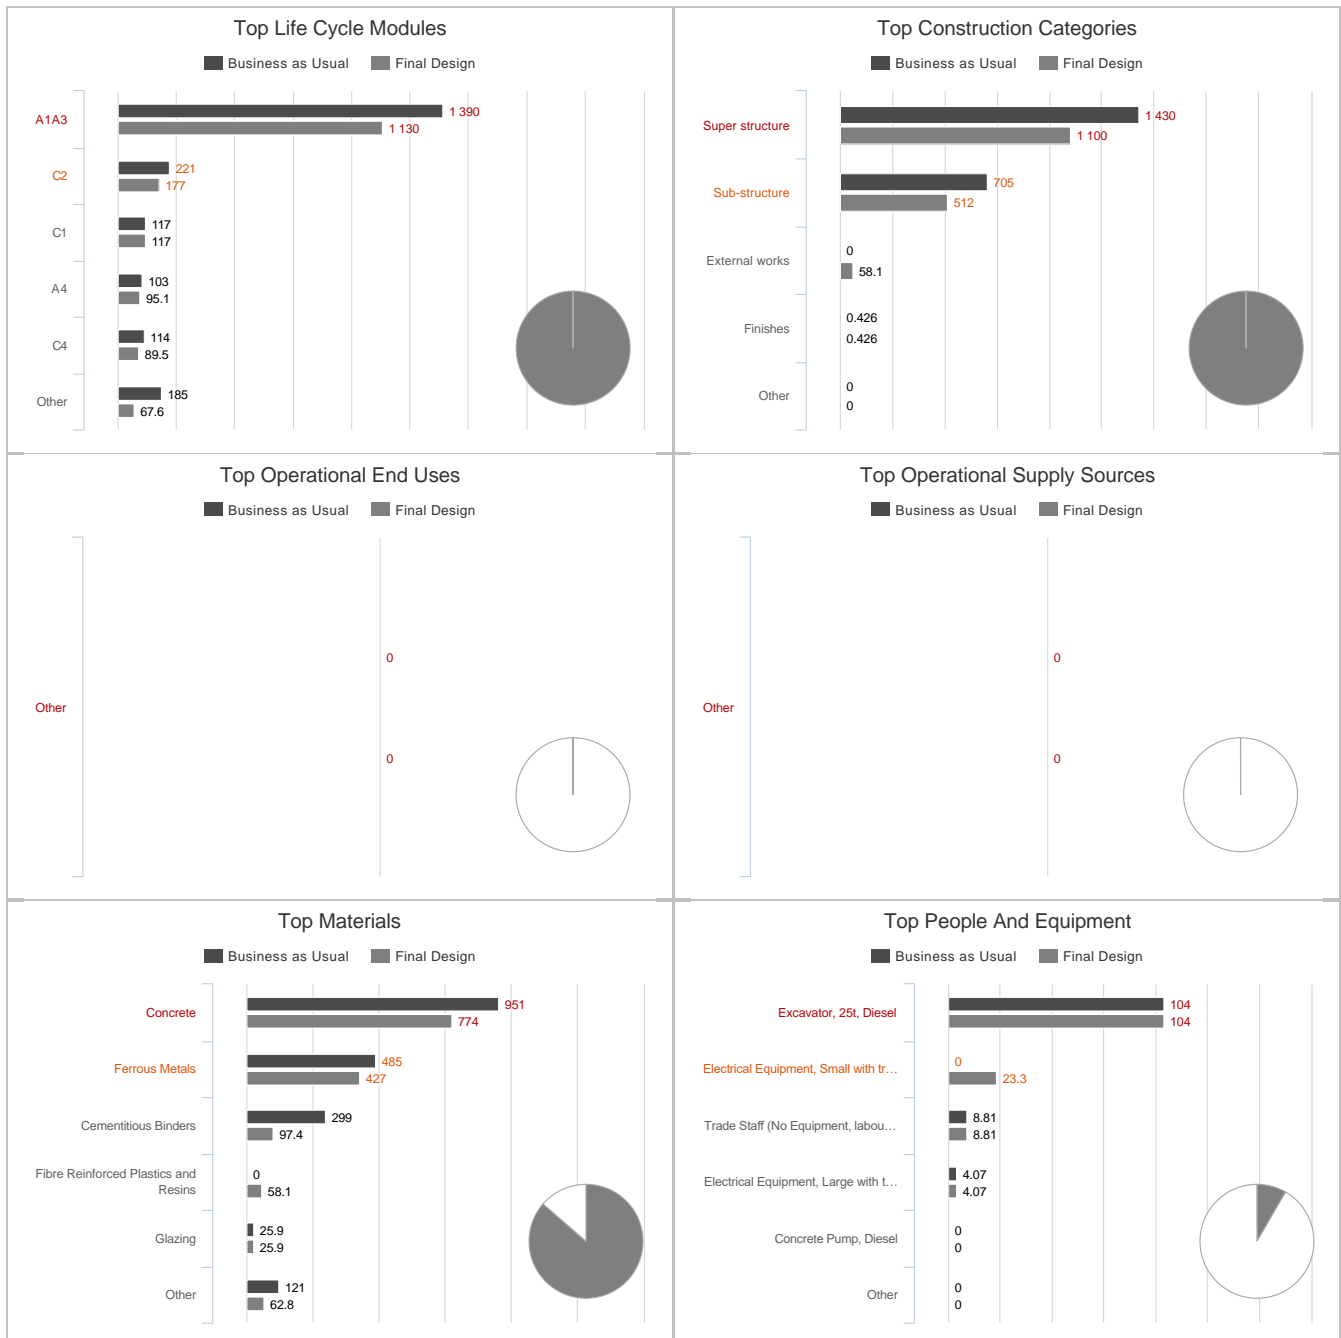 Top Life Cycle Modules
Business as Usual
Final Design
A1A3
1 390
1 130
C2
221
177
C1
117
117
A4
103
95.1
C4
114
89.5
Other
185
67.6
Top Construction Categories
Business as Usual
Final Design
Super structure
1 430
1 100
Sub-structure
705
512
External works
0
58.1
Finishes
0.426
0.426
Other
0
0
Top Operational End Uses
Business as Usual
Final Design
Other
0
0
Top Operational Supply Sources
Business as Usual
Final Design
Other
0
0
Top Materials
Business as Usual
Final Design
Concrete
951
774
Ferrous Metals
485
427
Cementitious Binders
299
97.4
Fibre Reinforced Plastics and
Resins
0
58.1
Glazing
25.9
25.9
Other
121
62.8
Top People And Equipment
Business as Usual
Final Design
Excavator, 25t, Diesel
104
104
Electrical Equipment, Small with tr…
0
23.3
Trade Staff (No Equipment, labou…
8.81
8.81
Electrical Equipment, Large with t…
4.07
4.07
Concrete Pump, Diesel
0
0
Other
0
0